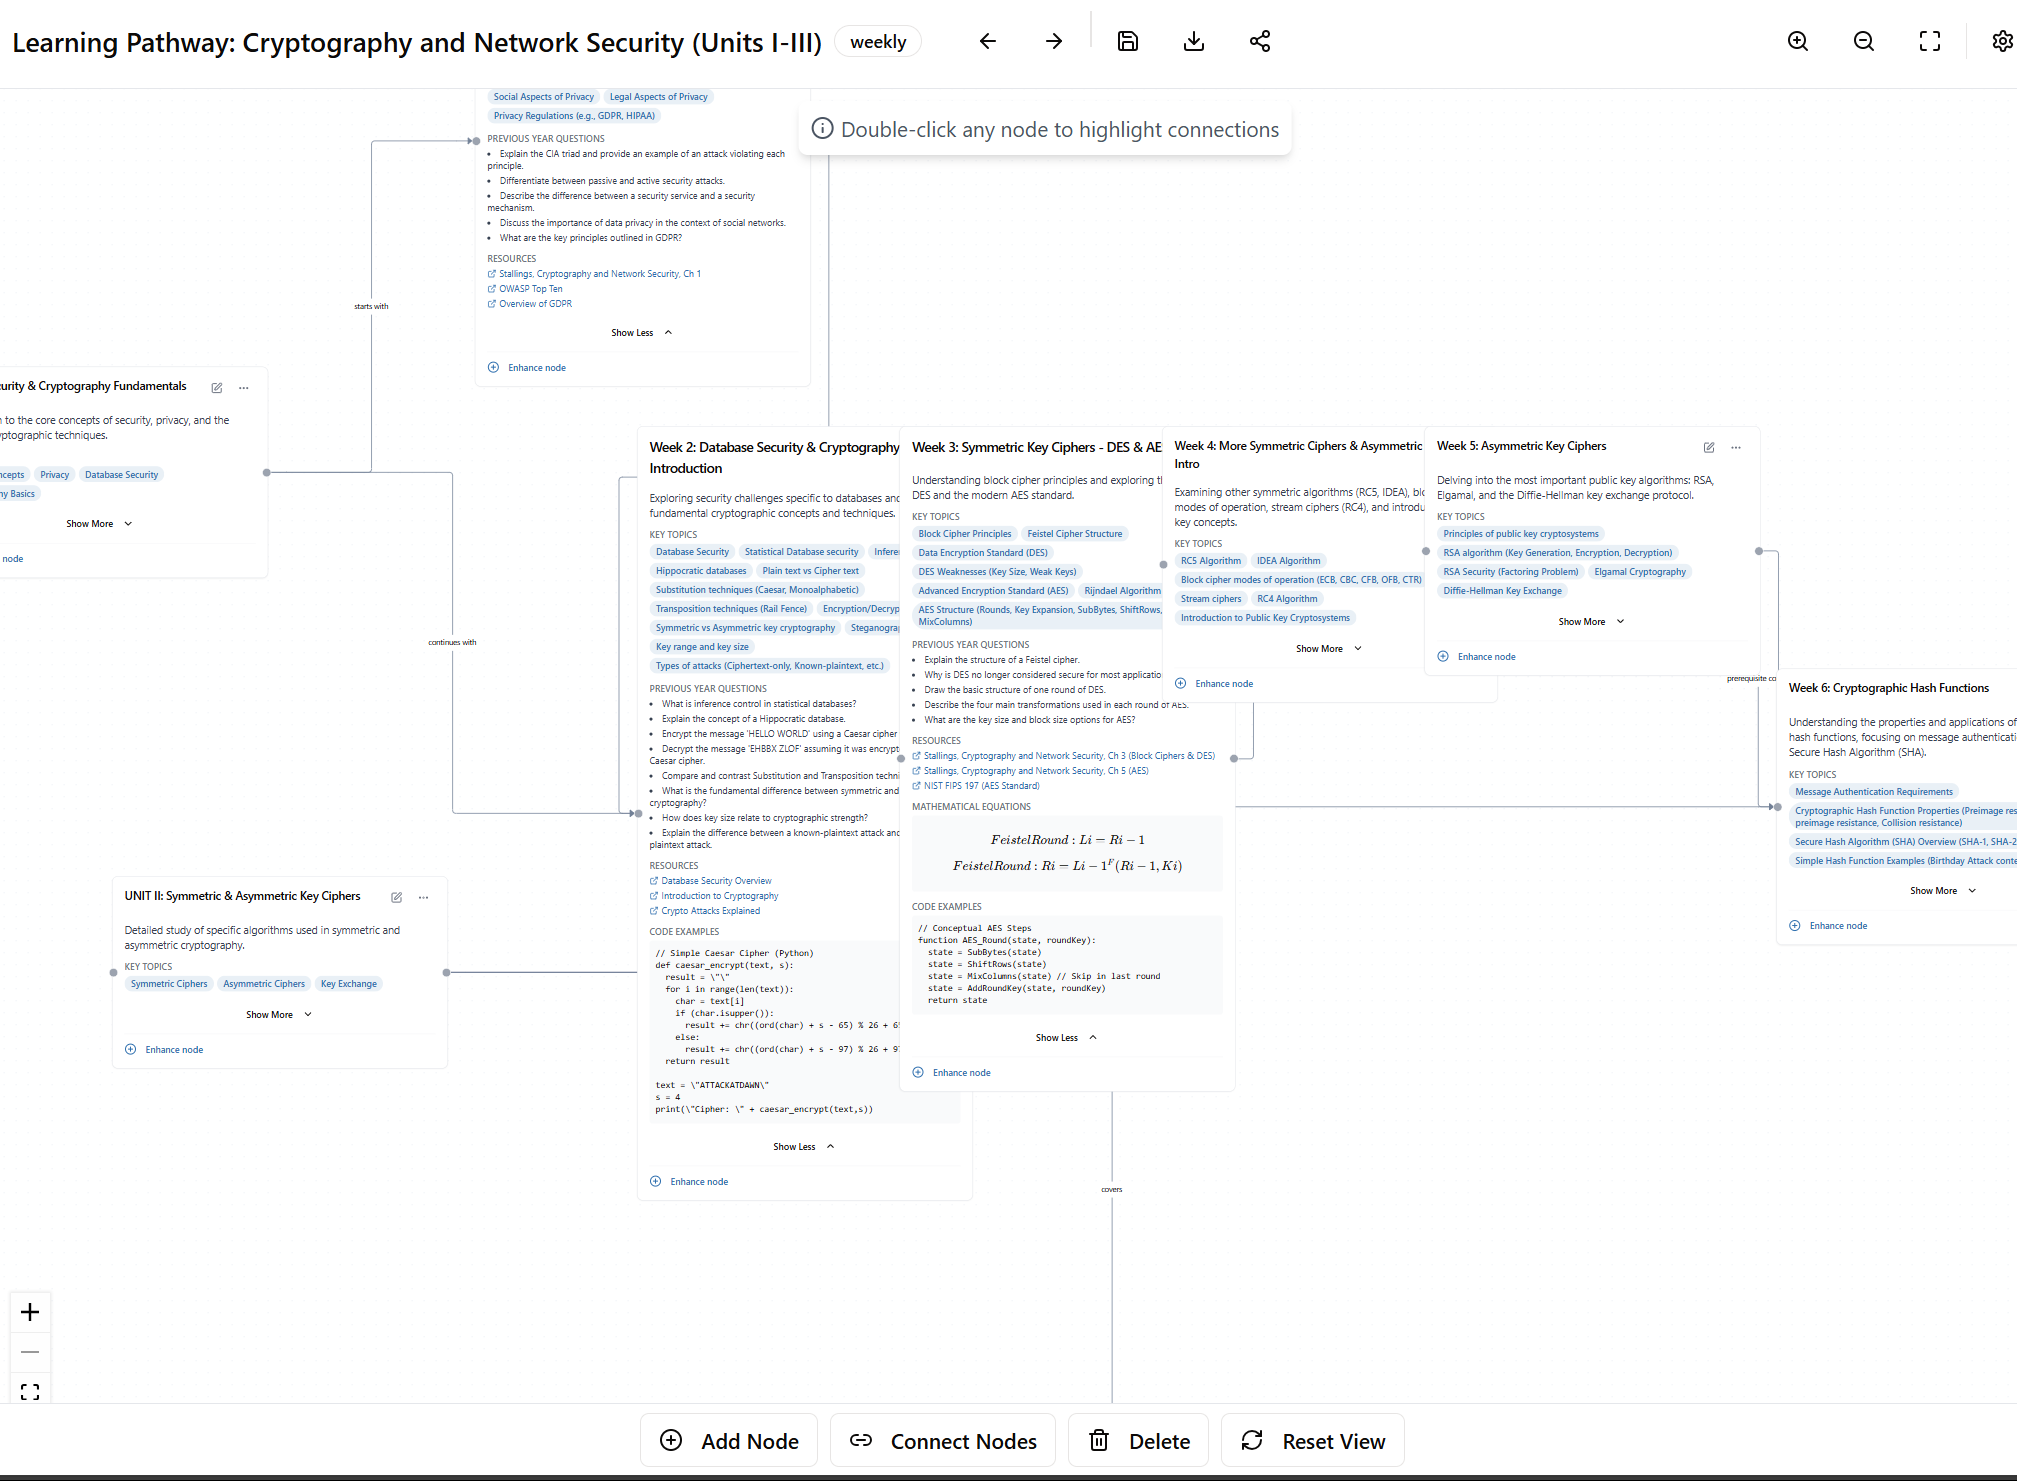 Learning Pathway: Cryptography and Network Security (Units I-III)
weekly
Double-click any node to highlight connections
Social Aspects of Privacy
Legal Aspects of Privacy
Privacy Regulations (e.g., GDPR, HIPAA)
PREVIOUS YEAR QUESTIONS
• Explain the CIA triad and provide an example of an attack violating each
principle.
• Differentiate between passive and active security attacks.
• Describe the difference between a security service and a security
mechanism.
• Discuss the importance of data privacy in the context of social networks.
• What are the key principles outlined in GDPR?
RESOURCES
Stallings, Cryptography and Network Security, Ch 1
OWASP Top Ten
Overview of GDPR
Show Less
Enhance node
starts with
continues with
urity & Cryptography Fundamentals
to the core concepts of security, privacy, and the
ptographic techniques.
ncepts
Privacy
Database Security
ny Basics
Show More
node
UNIT II: Symmetric & Asymmetric Key Ciphers
Detailed study of specific algorithms used in symmetric and
asymmetric cryptography.
KEY TOPICS
Symmetric Ciphers
Asymmetric Ciphers
Key Exchange
Show More
Enhance node
Week 2: Database Security & Cryptography
Introduction
Exploring security challenges specific to databases and
fundamental cryptographic concepts and techniques.
KEY TOPICS
Database Security
Statistical Database security
Infere
Hippocratic databases
Plain text vs Cipher text
Substitution techniques (Caesar, Monoalphabetic)
Transposition techniques (Rail Fence)
Encryption/Decryp
Symmetric vs Asymmetric key cryptography
Steganogra
Key range and key size
Types of attacks (Ciphertext-only, Known-plaintext, etc.)
PREVIOUS YEAR QUESTIONS
• What is inference control in statistical databases?
• Explain the concept of a Hippocratic database.
• Encrypt the message 'HELLO WORLD' using a Caesar cipher
• Decrypt the message 'EHBBX ZLOF' assuming it was encrypt
Caesar cipher.
• Compare and contrast Substitution and Transposition techni
• What is the fundamental difference between symmetric and
cryptography?
• How does key size relate to cryptographic strength?
• Explain the difference between a known-plaintext attack and
plaintext attack.
RESOURCES
Database Security Overview
Introduction to Cryptography
Crypto Attacks Explained
CODE EXAMPLES
// Simple Caesar Cipher (Python)
def caesar_encrypt(text, s):
result = \"\"
for i in range(len(text)):
char = text[i]
if (char.isupper()):
result += chr((ord(char) + s - 65) % 26 + 6
else:
result += chr((ord(char) + s - 97) % 26 + 9
return result
text = \"ATTACKATDAWN\"
s = 4
print(\"Cipher: \" + caesar_encrypt(text,s))
Show Less
Enhance node
Week 3: Symmetric Key Ciphers - DES & AE
Understanding block cipher principles and exploring t
DES and the modern AES standard.
KEY TOPICS
Block Cipher Principles
Feistel Cipher Structure
Data Encryption Standard (DES)
DES Weaknesses (Key Size, Weak Keys)
Advanced Encryption Standard (AES)
Rijndael Algorithm
AES Structure (Rounds, Key Expansion, SubBytes, ShiftRows,
MixColumns)
PREVIOUS YEAR QUESTIONS
• Explain the structure of a Feistel cipher.
• Why is DES no longer considered secure for most applicatio
• Draw the basic structure of one round of DES.
• Describe the four main transformations used in each round of AES.
• What are the key size and block size options for AES?
RESOURCES
Stallings, Cryptography and Network Security, Ch 3 (Block Ciphers & DES)
Stallings, Cryptography and Network Security, Ch 5 (AES)
NIST FIPS 197 (AES Standard)
MATHEMATICAL EQUATIONS
FeistelRound : Li = Ri − 1
FeistelRound : Ri = Li − 1^F (Ri − 1, Ki)
CODE EXAMPLES
// Conceptual AES Steps
function AES_Round(state, roundKey):
state = SubBytes(state)
state = ShiftRows(state)
state = MixColumns(state) // Skip in last round
state = AddRoundKey(state, roundKey)
return state
Show Less
Enhance node
covers
Week 4: More Symmetric Ciphers & Asymmetric
Intro
Examining other symmetric algorithms (RC5, IDEA), blo
modes of operation, stream ciphers (RC4), and introdu
key concepts.
KEY TOPICS
RC5 Algorithm
IDEA Algorithm
Block cipher modes of operation (ECB, CBC, CFB, OFB, CTR)
Stream ciphers
RC4 Algorithm
Introduction to Public Key Cryptosystems
Show More
Enhance node
Week 5: Asymmetric Key Ciphers
Delving into the most important public key algorithms: RSA,
Elgamal, and the Diffie-Hellman key exchange protocol.
KEY TOPICS
Principles of public key cryptosystems
RSA algorithm (Key Generation, Encryption, Decryption)
RSA Security (Factoring Problem)
Elgamal Cryptography
Diffie-Hellman Key Exchange
Show More
Enhance node
prerequisite co
Week 6: Cryptographic Hash Functions
Understanding the properties and applications of
hash functions, focusing on message authenticati
Secure Hash Algorithm (SHA).
KEY TOPICS
Message Authentication Requirements
Cryptographic Hash Function Properties (Preimage res
preimage resistance, Collision resistance)
Secure Hash Algorithm (SHA) Overview (SHA-1, SHA-2
Simple Hash Function Examples (Birthday Attack conte
Show More
Enhance node
Add Node
Connect Nodes
Delete
Reset View